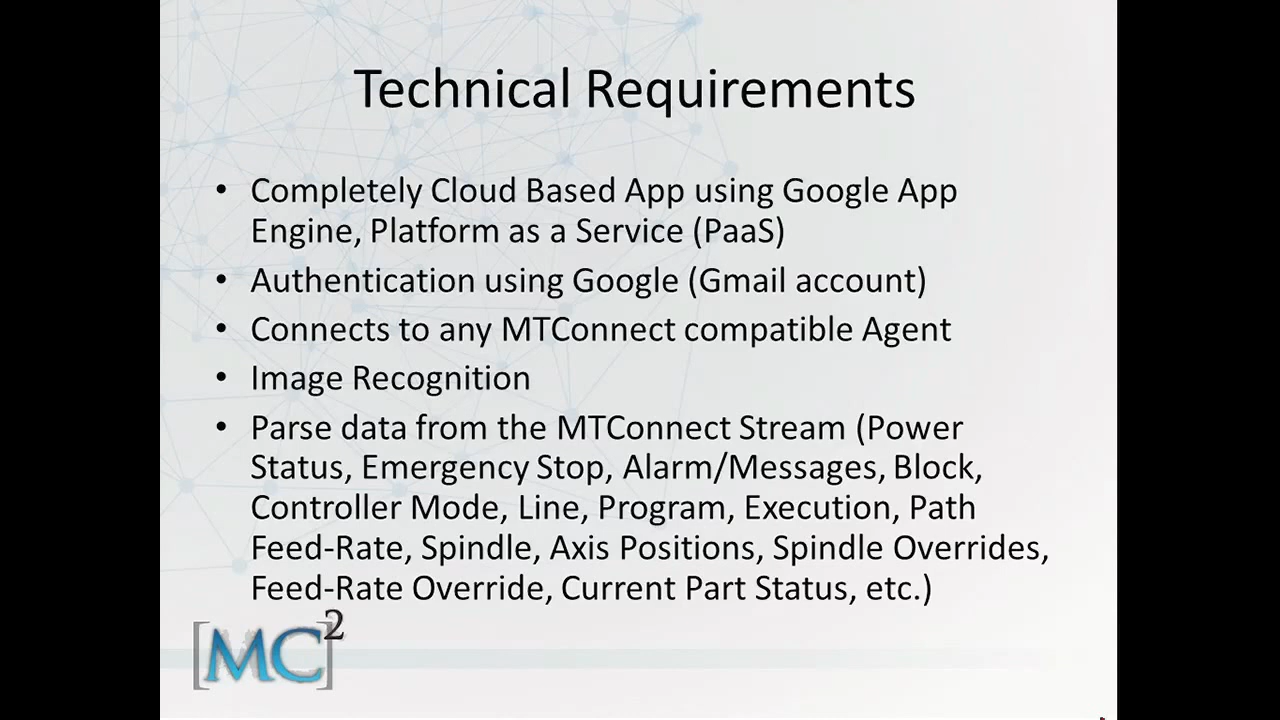 Technical Requirements
• Completely Cloud Based App using Google App
Engine, Platform as a Service (PaaS)
• Authentication using Google (Gmail account)
• Connects to any MTConnect compatible Agent
• Image Recognition
• Parse data from the MTConnect Stream (Power
Status, Emergency Stop, Alarm/Messages, Block,
Controller Mode, Line, Program, Execution, Path
Feed-Rate, Spindle, Axis Positions, Spindle Overrides,
Feed-Rate Override, Current Part Status, etc.)
[MC]2